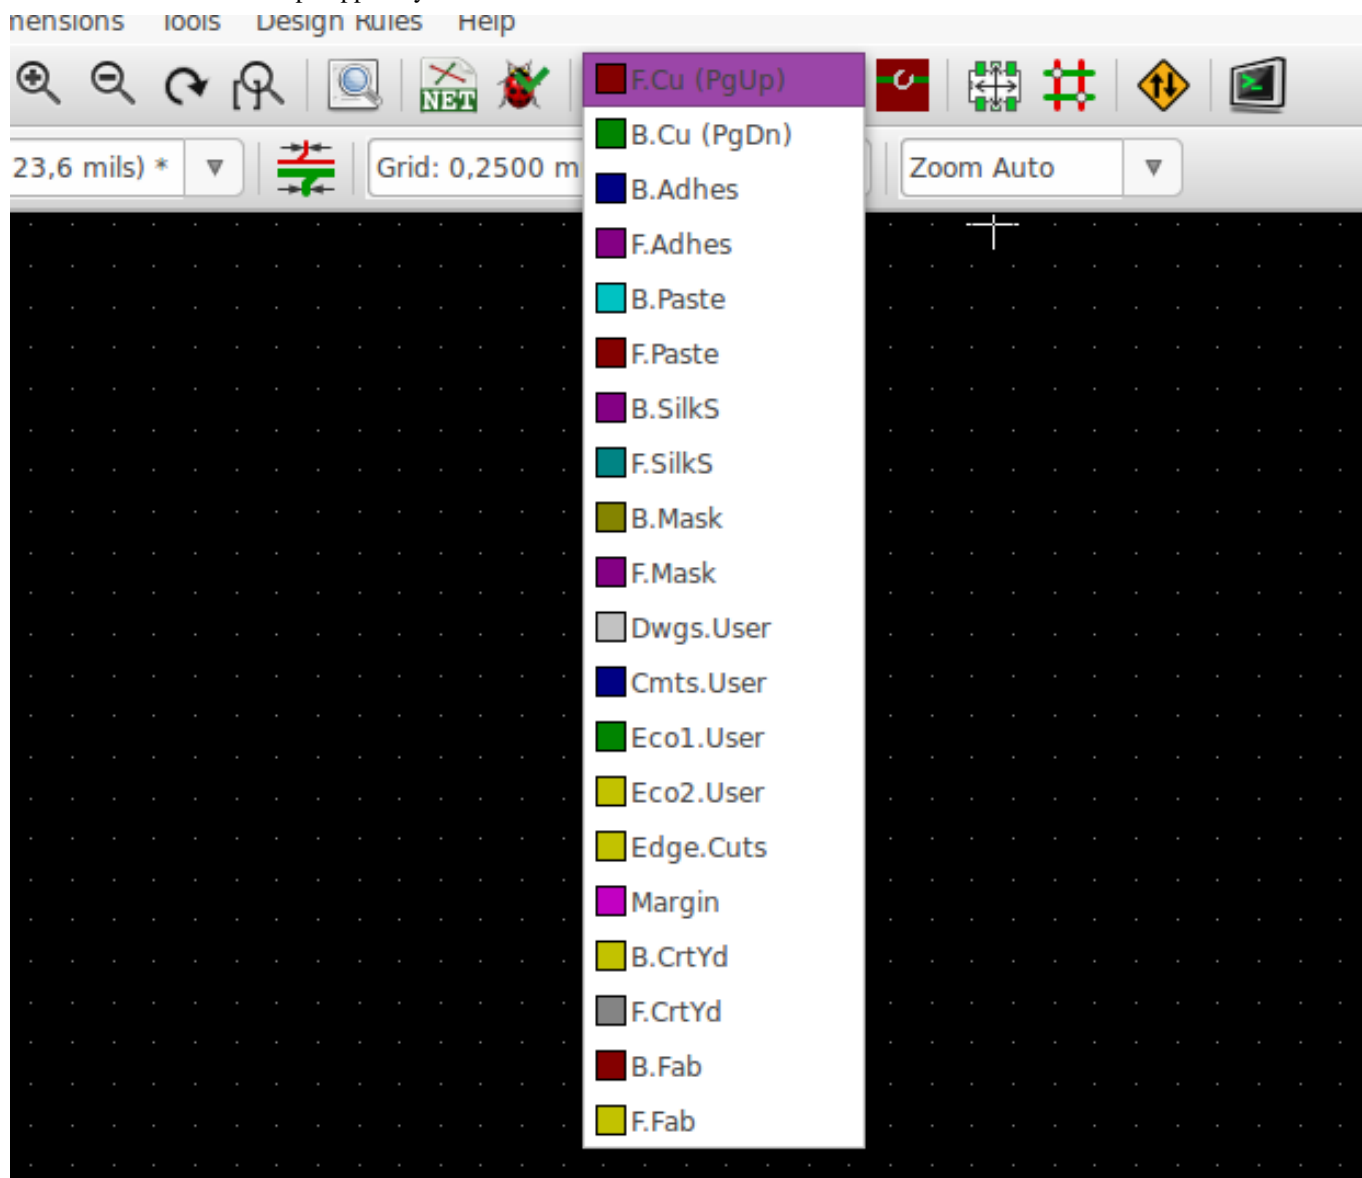 Tools Design Rules Help
NET
23,6 mils) *
Grid: 0,2500 m
Zoom Auto
F.Cu (PgUp)
B.Cu (PgDn)
B.Adhes
F.Adhes
B.Paste
F.Paste
B.SilkS
F.SilkS
B.Mask
F.Mask
Dwgs.User
Cmts.User
Eco1.User
Eco2.User
Edge.Cuts
Margin
B.CrtYd
F.CrtYd
B.Fab
F.Fab